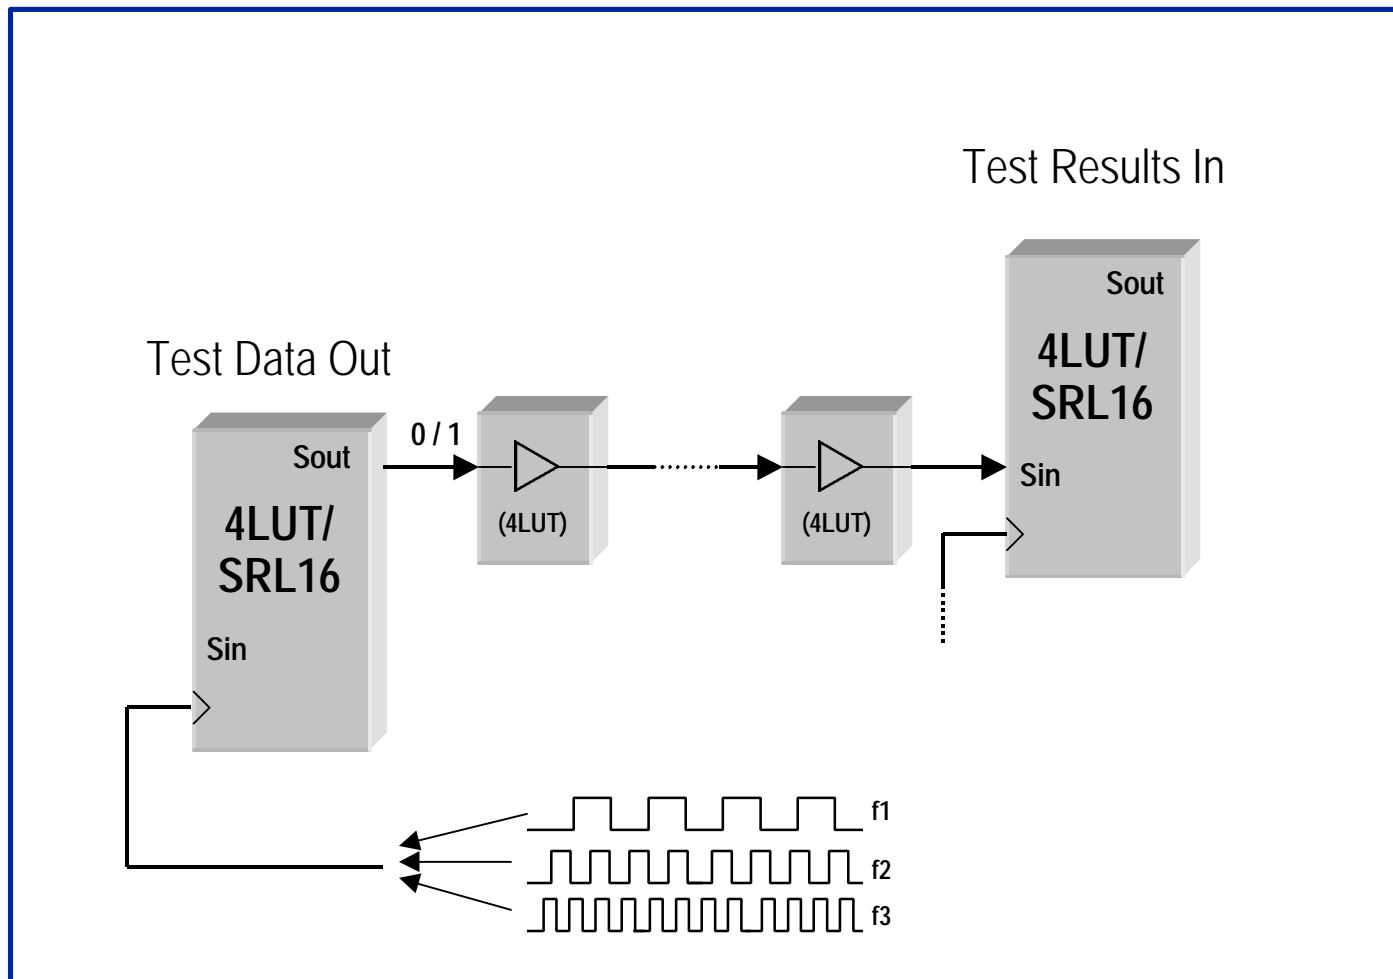 Test Results In
Sout
4LUT/
SRL16
Sin
Test Data Out
Sout
4LUT/
SRL16
Sin
0 / 1
(4LUT)
(4LUT)
f1
f2
f3